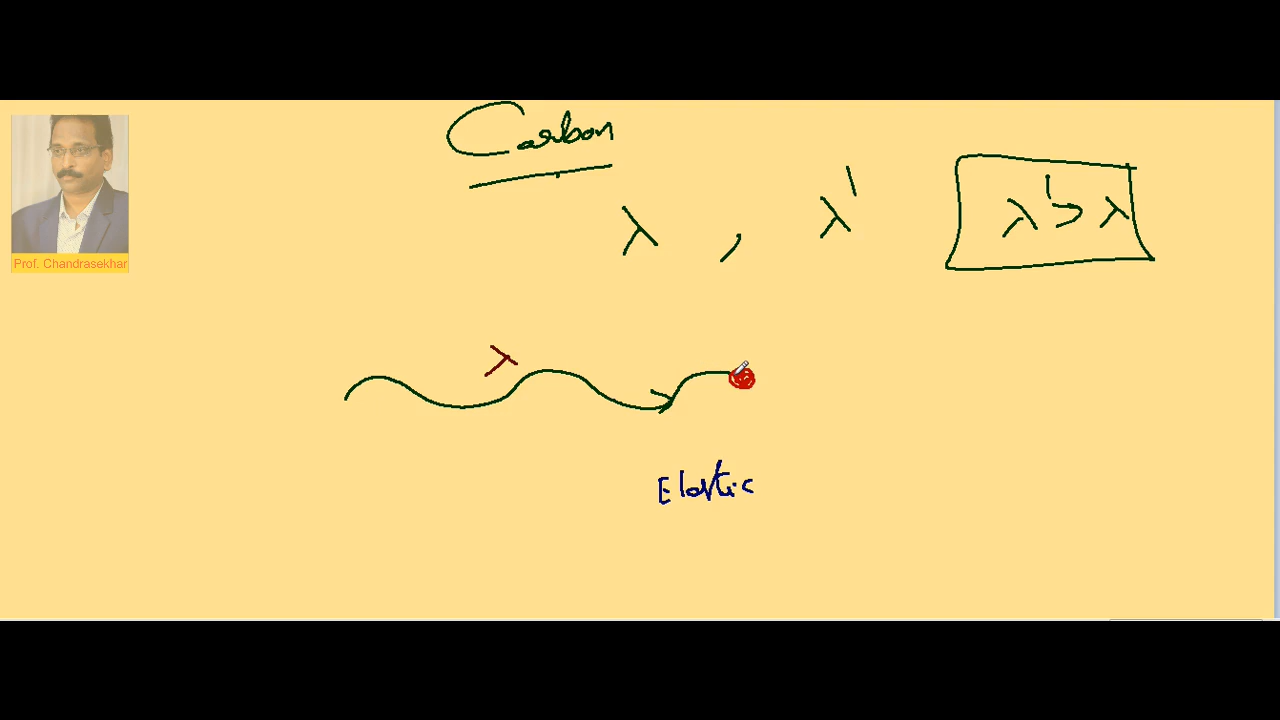 Carbon
λ , λ' λ' > λ
Prof. Chandrasekhar
λ
Elastic